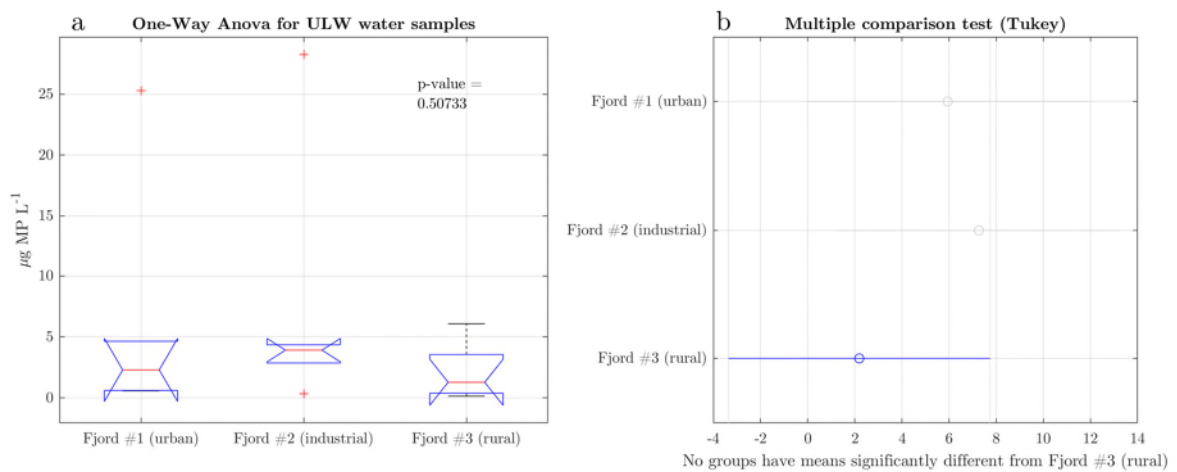 a
One-Way Anova for ULW water samples
p-value =
0.50733
25
20
15
10
5
0
µg MP L⁻¹
Fjord #1 (urban)
Fjord #2 (industrial)
Fjord #3 (rural)
b
Multiple comparison test (Tukey)
Fjord #1 (urban)
Fjord #2 (industrial)
Fjord #3 (rural)
-4 -2 0 2 4 6 8 10 12 14
No groups have means significantly different from Fjord #3 (rural)